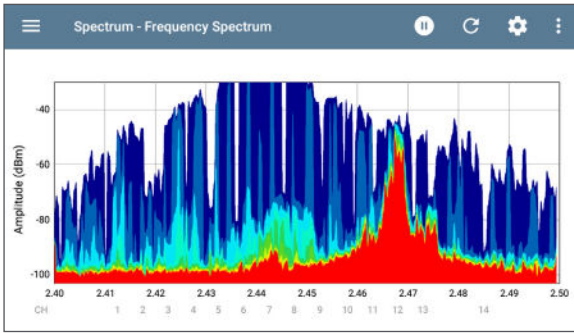 Spectrum - Frequency Spectrum
Amplitude (dBm)
-40
-60
-80
-100
2.40 2.41 2.42 2.43 2.44 2.45 2.46 2.47 2.48 2.49 2.50
CH 1 2 3 4 5 6 7 8 9 10 11 12 13 14